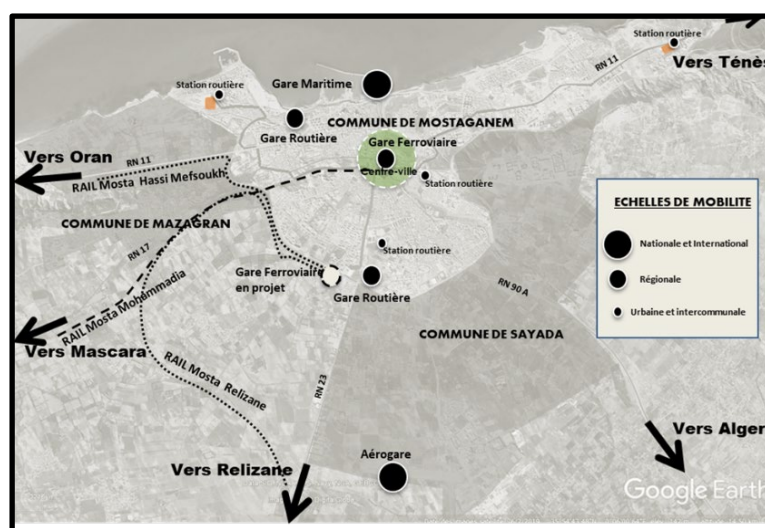 Station routière
Vers Ténès
RN 11
Station routière
Gare Maritime
COMMUNE DE MOSTAGANEM
Gare Routière
Gare Ferroviaire
Centre-ville
Station routière
Vers Oran
RN 11
RAIL Mosta Hassi Mefsoukh
COMMUNE DE MAZAGRAN
RN 17
Station routière
Gare Ferroviaire
en projet
Gare Routière
RN 90 A
RAIL Mosta Mohammadia
Vers Mascara
COMMUNE DE SAYADA
RAIL Mosta Relizane
RN 23
Vers Relizane
Aérogare
Vers Alger
ECHELLES DE MOBILITE
Nationale et International
Régionale
Urbaine et intercommunale
Google Earth